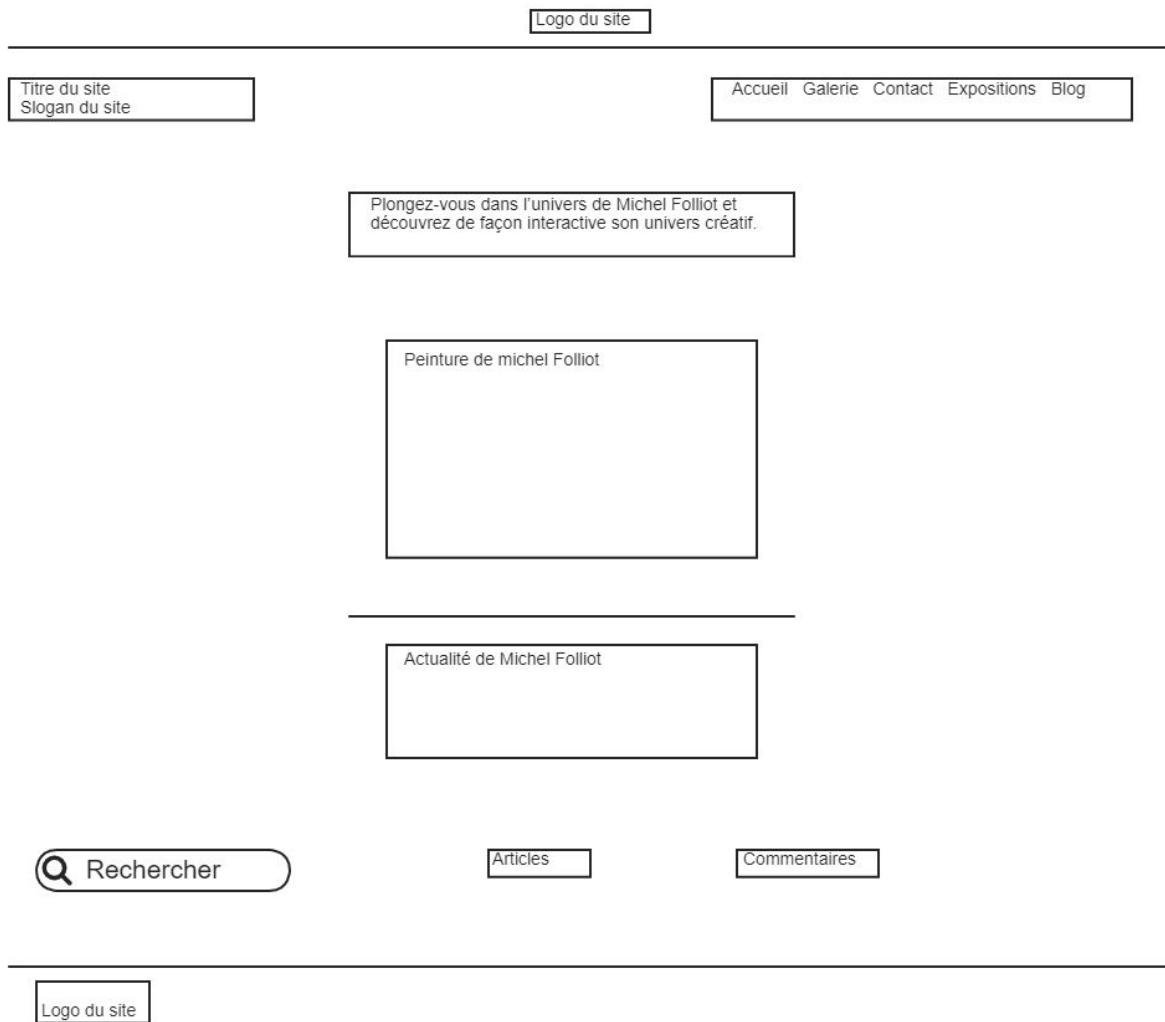 Logo du site
Titre du site
Slogan du site
Accueil Galerie Contact Expositions Blog
Plongez-vous dans l’univers de Michel Folliot et
découvrez de façon interactive son univers créatif.
Peinture de michel Folliot
Actualité de Michel Folliot
Rechercher
Articles
Commentaires
Logo du site